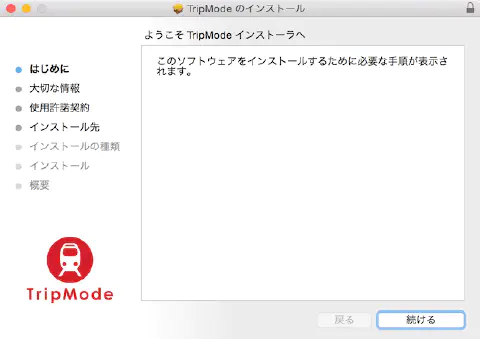 TripMode のインストール
ようこそ TripMode インストーラへ
はじめに
大切な情報
使用許諾契約
インストール先
インストールの種類
インストール
概要
このソフトウェアをインストールするために必要な手順が表示さ
れます。
TripMode
戻る
続ける